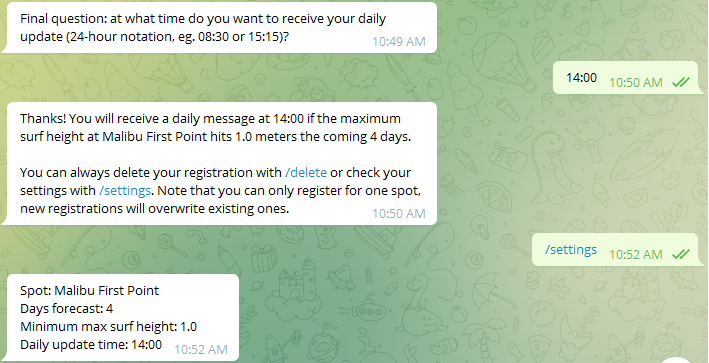 Final question: at what time do you want to receive your daily
update (24-hour notation, eg. 08:30 or 15:15)?
10:49 AM
14:00 10:50 AM
Thanks! You will receive a daily message at 14:00 if the maximum
surf height at Malibu First Point hits 1.0 meters the coming 4 days.
You can always delete your registration with /delete or check your
settings with /settings. Note that you can only register for one spot,
new registrations will overwrite existing ones.
10:50 AM
/settings 10:52 AM
Spot: Malibu First Point
Days forecast: 4
Minimum max surf height: 1.0
Daily update time: 14:00 10:52 AM